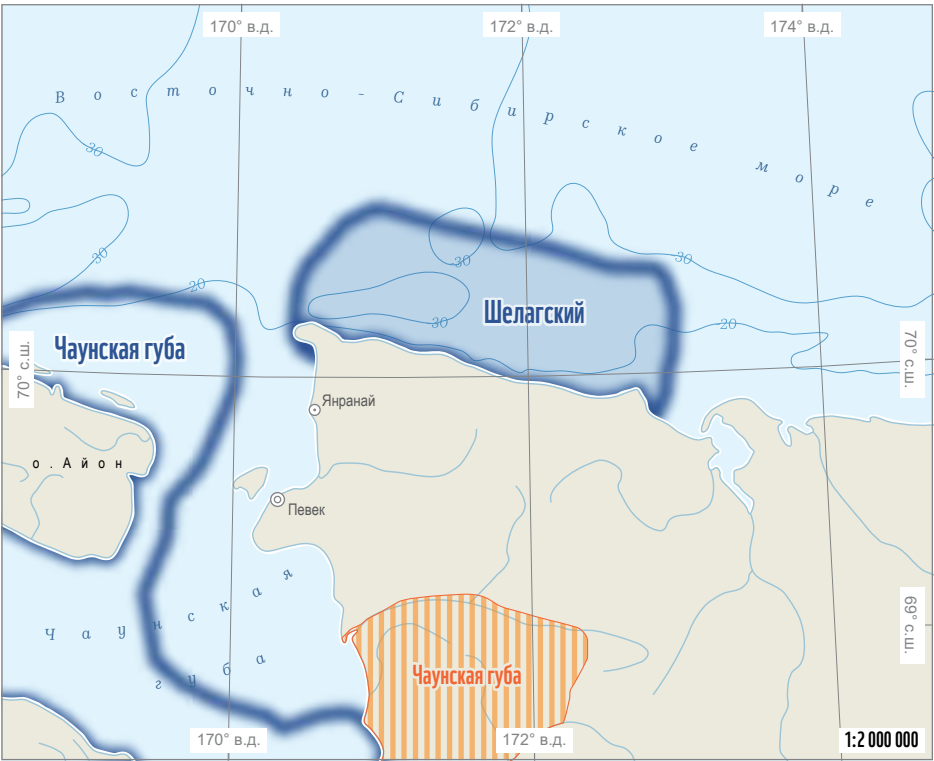 170° в.д.
172° в.д.
174° в.д.
Восточно-Сибирское море
30
30
30
30
20
Шелагский
30
20
Чаунская губа
70° с.ш.
70° с.ш.
Янранай
о. Айон
Певек
Чаунская губа
69° с.ш.
Чаунская губа
170° в.д.
172° в.д.
1:2 000 000